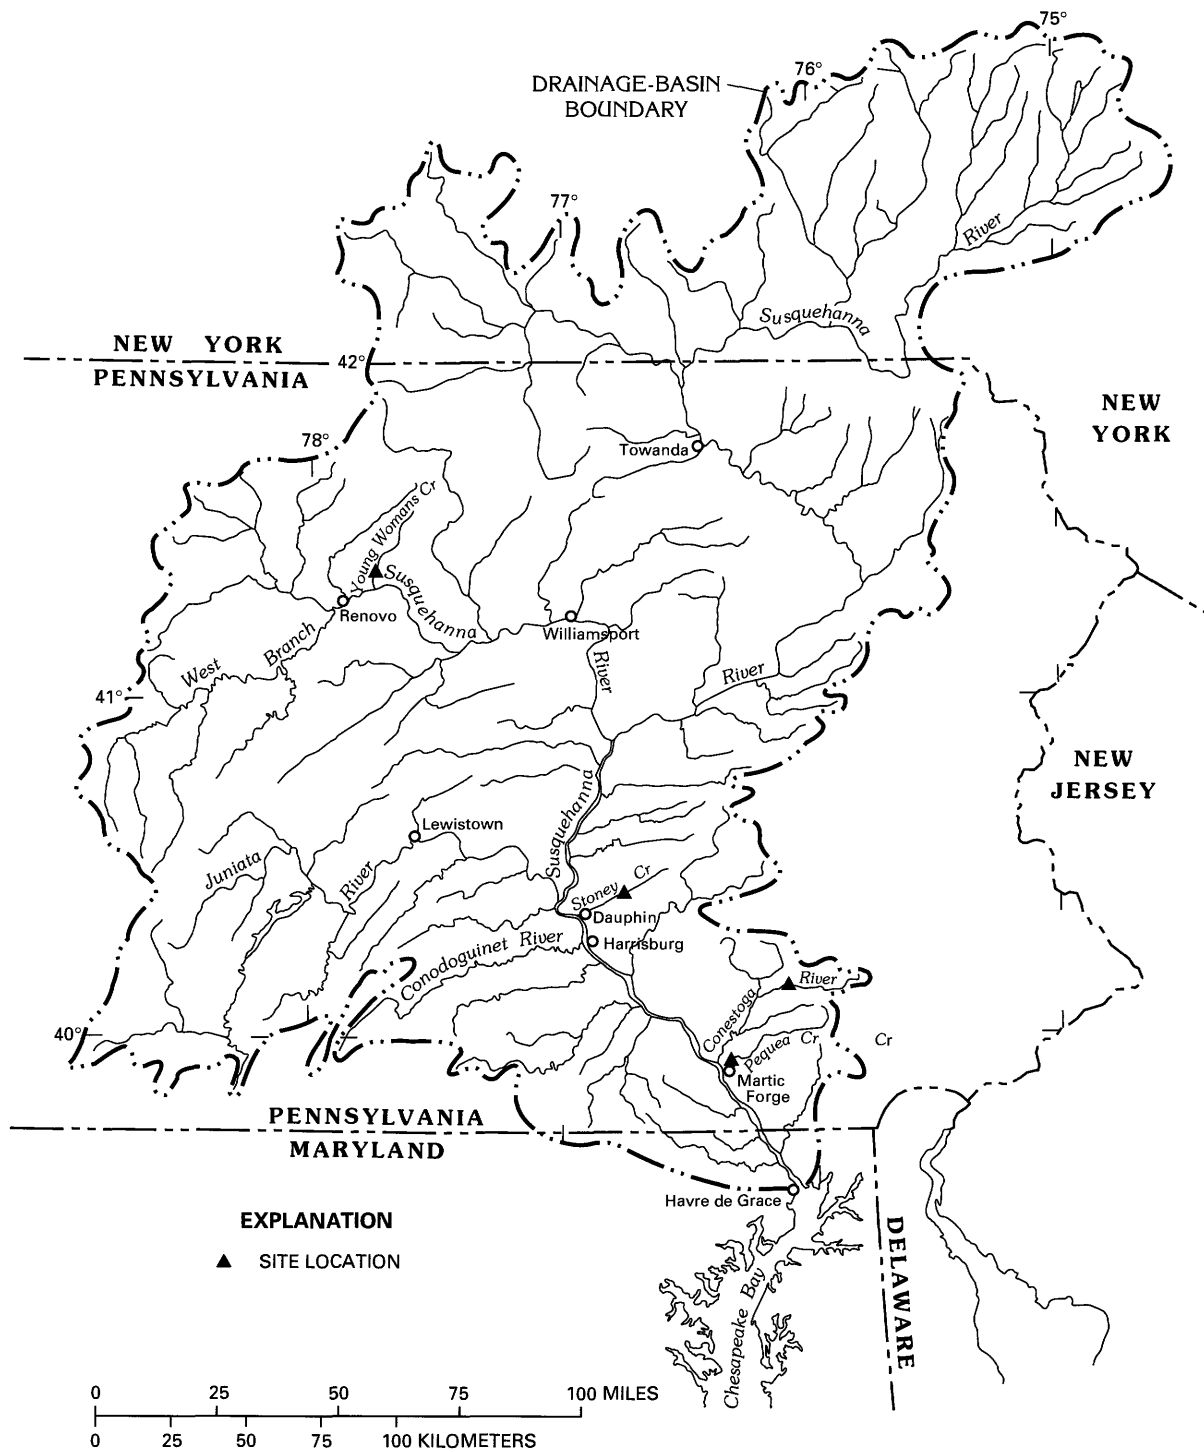 75°
76°
DRAINAGE-BASIN
BOUNDARY
77°
River
Susquehanna
NEW YORK
42°
PENNSYLVANIA
NEW
YORK
78°
Towanda
Young Womans Cr
Susquehanna
Renovo
Williamsport
Branch
West
River
River
41°
NEW
JERSEY
Susquehanna
Lewistown
Juniata
River
Stoney Cr
Dauphin
Harrisburg
Conodoguinet River
River
Conestoga
40°
Pequea Cr
Cr
Martic
Forge
PENNSYLVANIA
MARYLAND
Havre de Grace
EXPLANATION
SITE LOCATION
DELAWARE
Chesapeake Bay
0 25 50 75 100 MILES
0 25 50 75 100 KILOMETERS